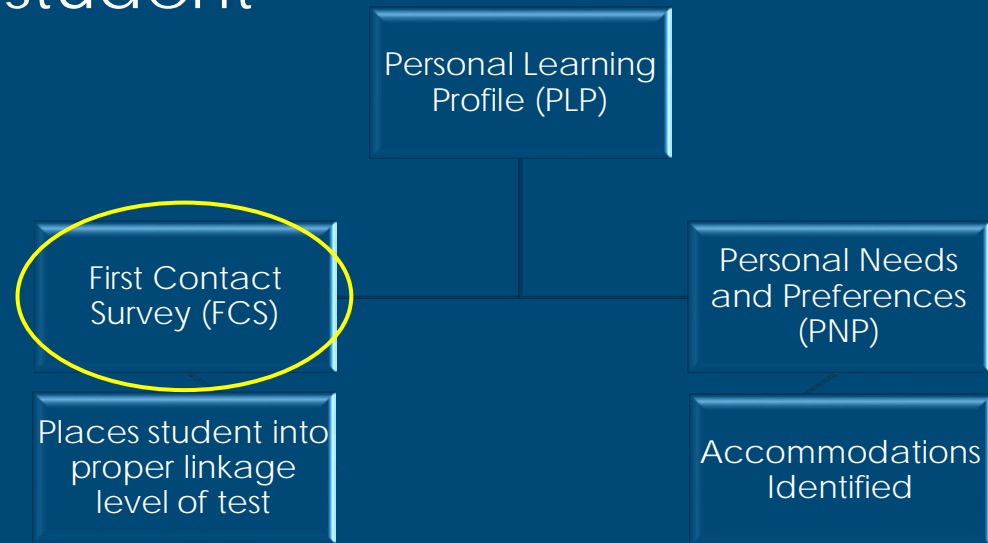 student
Personal Learning
Profile (PLP)
First Contact
Survey (FCS)
Personal Needs
and Preferences
(PNP)
Places student into
proper linkage
level of test
Accommodations
Identified